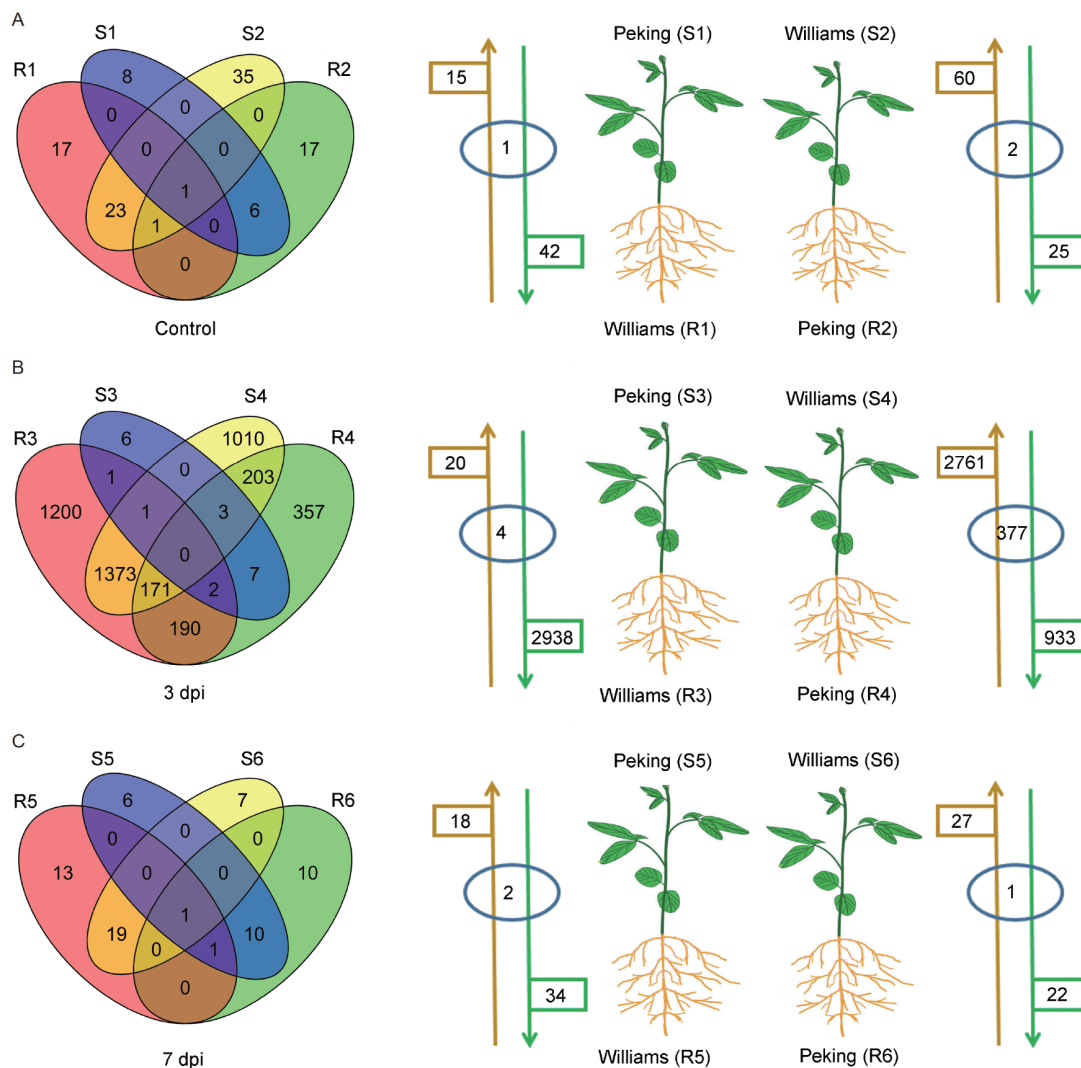 A
S1
S2
R1
R2
8
35
0
0
0
17
0
0
17
1
23
1
0
6
0
Control
Peking (S1)
Williams (S2)
15
60
1
2
42
25
Williams (R1)
Peking (R2)
B
S3
S4
R3
R4
6
1010
1
0
203
1200
1
3
357
0
1373
171
2
7
190
3 dpi
Peking (S3)
Williams (S4)
20
2761
4
377
2938
933
Williams (R3)
Peking (R4)
C
S5
S6
R5
R6
6
7
0
0
0
13
0
0
10
1
19
0
1
10
0
7 dpi
Peking (S5)
Williams (S6)
18
27
2
1
34
22
Williams (R5)
Peking (R6)